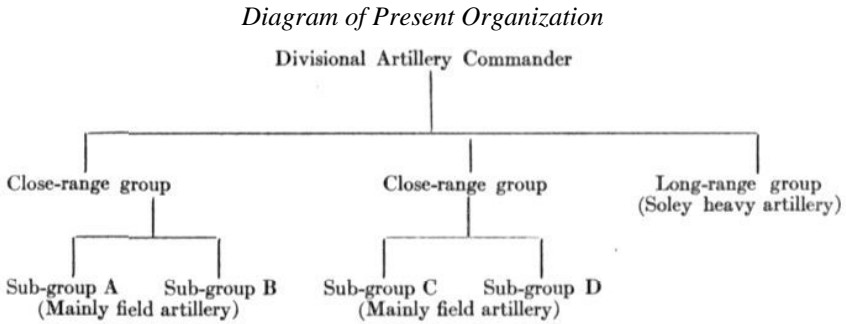 Diagram of Present Organization
Divisional Artillery Commander
Close-range group Close-range group Long-range group
(Soley heavy artillery)
Sub-group A Sub-group B Sub-group C Sub-group D
(Mainly field artillery) (Mainly field artillery)